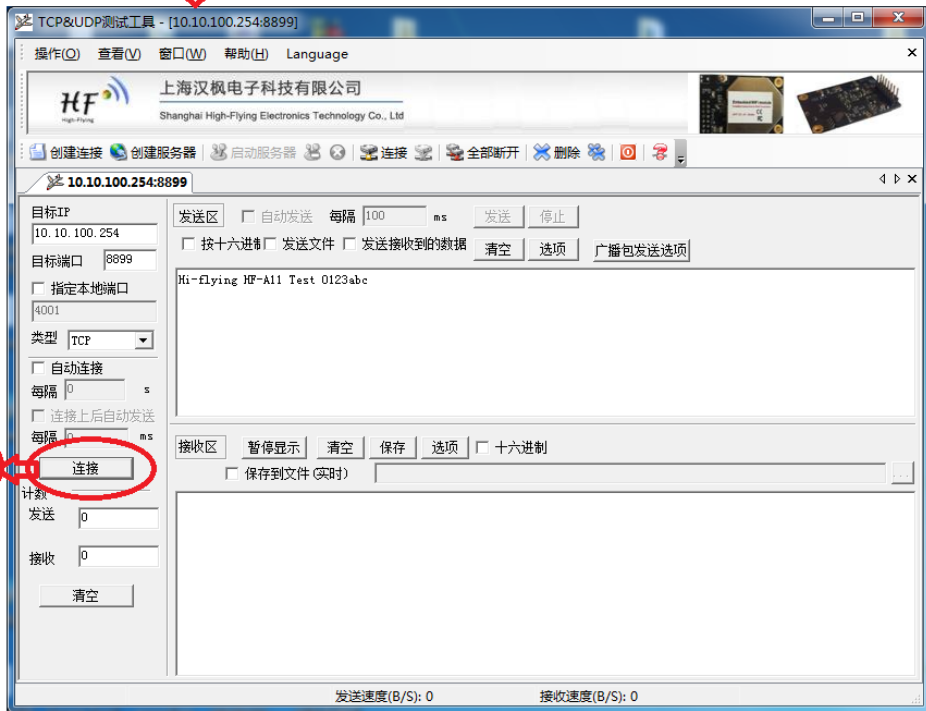 TCP&UDP测试工具 - [10.10.100.254:8899]
操作(O) 查看(V) 窗口(W) 帮助(H) Language
HF
High-Flying
上海汉枫电子科技有限公司
Shanghai High-Flying Electronics Technology Co., Ltd
创建连接 创建服务器 启动服务器 连接 全部断开 删除
10.10.100.254:8899
目标IP
10.10.100.254
目标端口 8899
指定本地端口
4001
类型 TCP
自动连接
每隔 0 s
连接上后自动发送
每隔 0 ms
连接
计数
发送 0
接收 0
清空
发送区 自动发送 每隔 100 ms 发送 停止
按十六进制 发送文件 发送接收到的数据 清空 选项 广播包发送选项
Hi-flying HF-A11 Test 0123abc
接收区 暂停显示 清空 保存 选项 十六进制
保存到文件(实时) ...
发送速度(B/S): 0 接收速度(B/S): 0